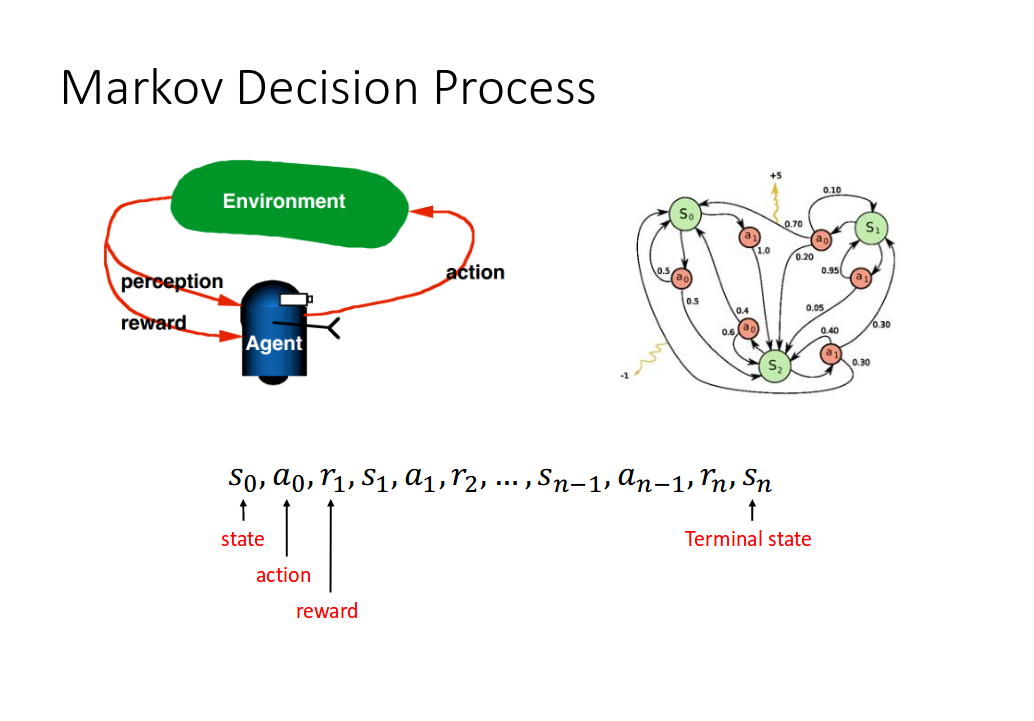 Markov Decision Process
Environment
perception
reward
Agent
action
+5
0.10
S₀
a₁
0.70
a₀
S₁
1.0
0.20
0.5
a₀
0.95
a₁
0.5
0.4
0.05
0.6
a₀
0.40
0.30
S₂
a₁
0.30
-1
s₀, a₀, r₁, s₁, a₁, r₂, … , sₙ₋₁, aₙ₋₁, rₙ, sₙ
state
Terminal state
action
reward